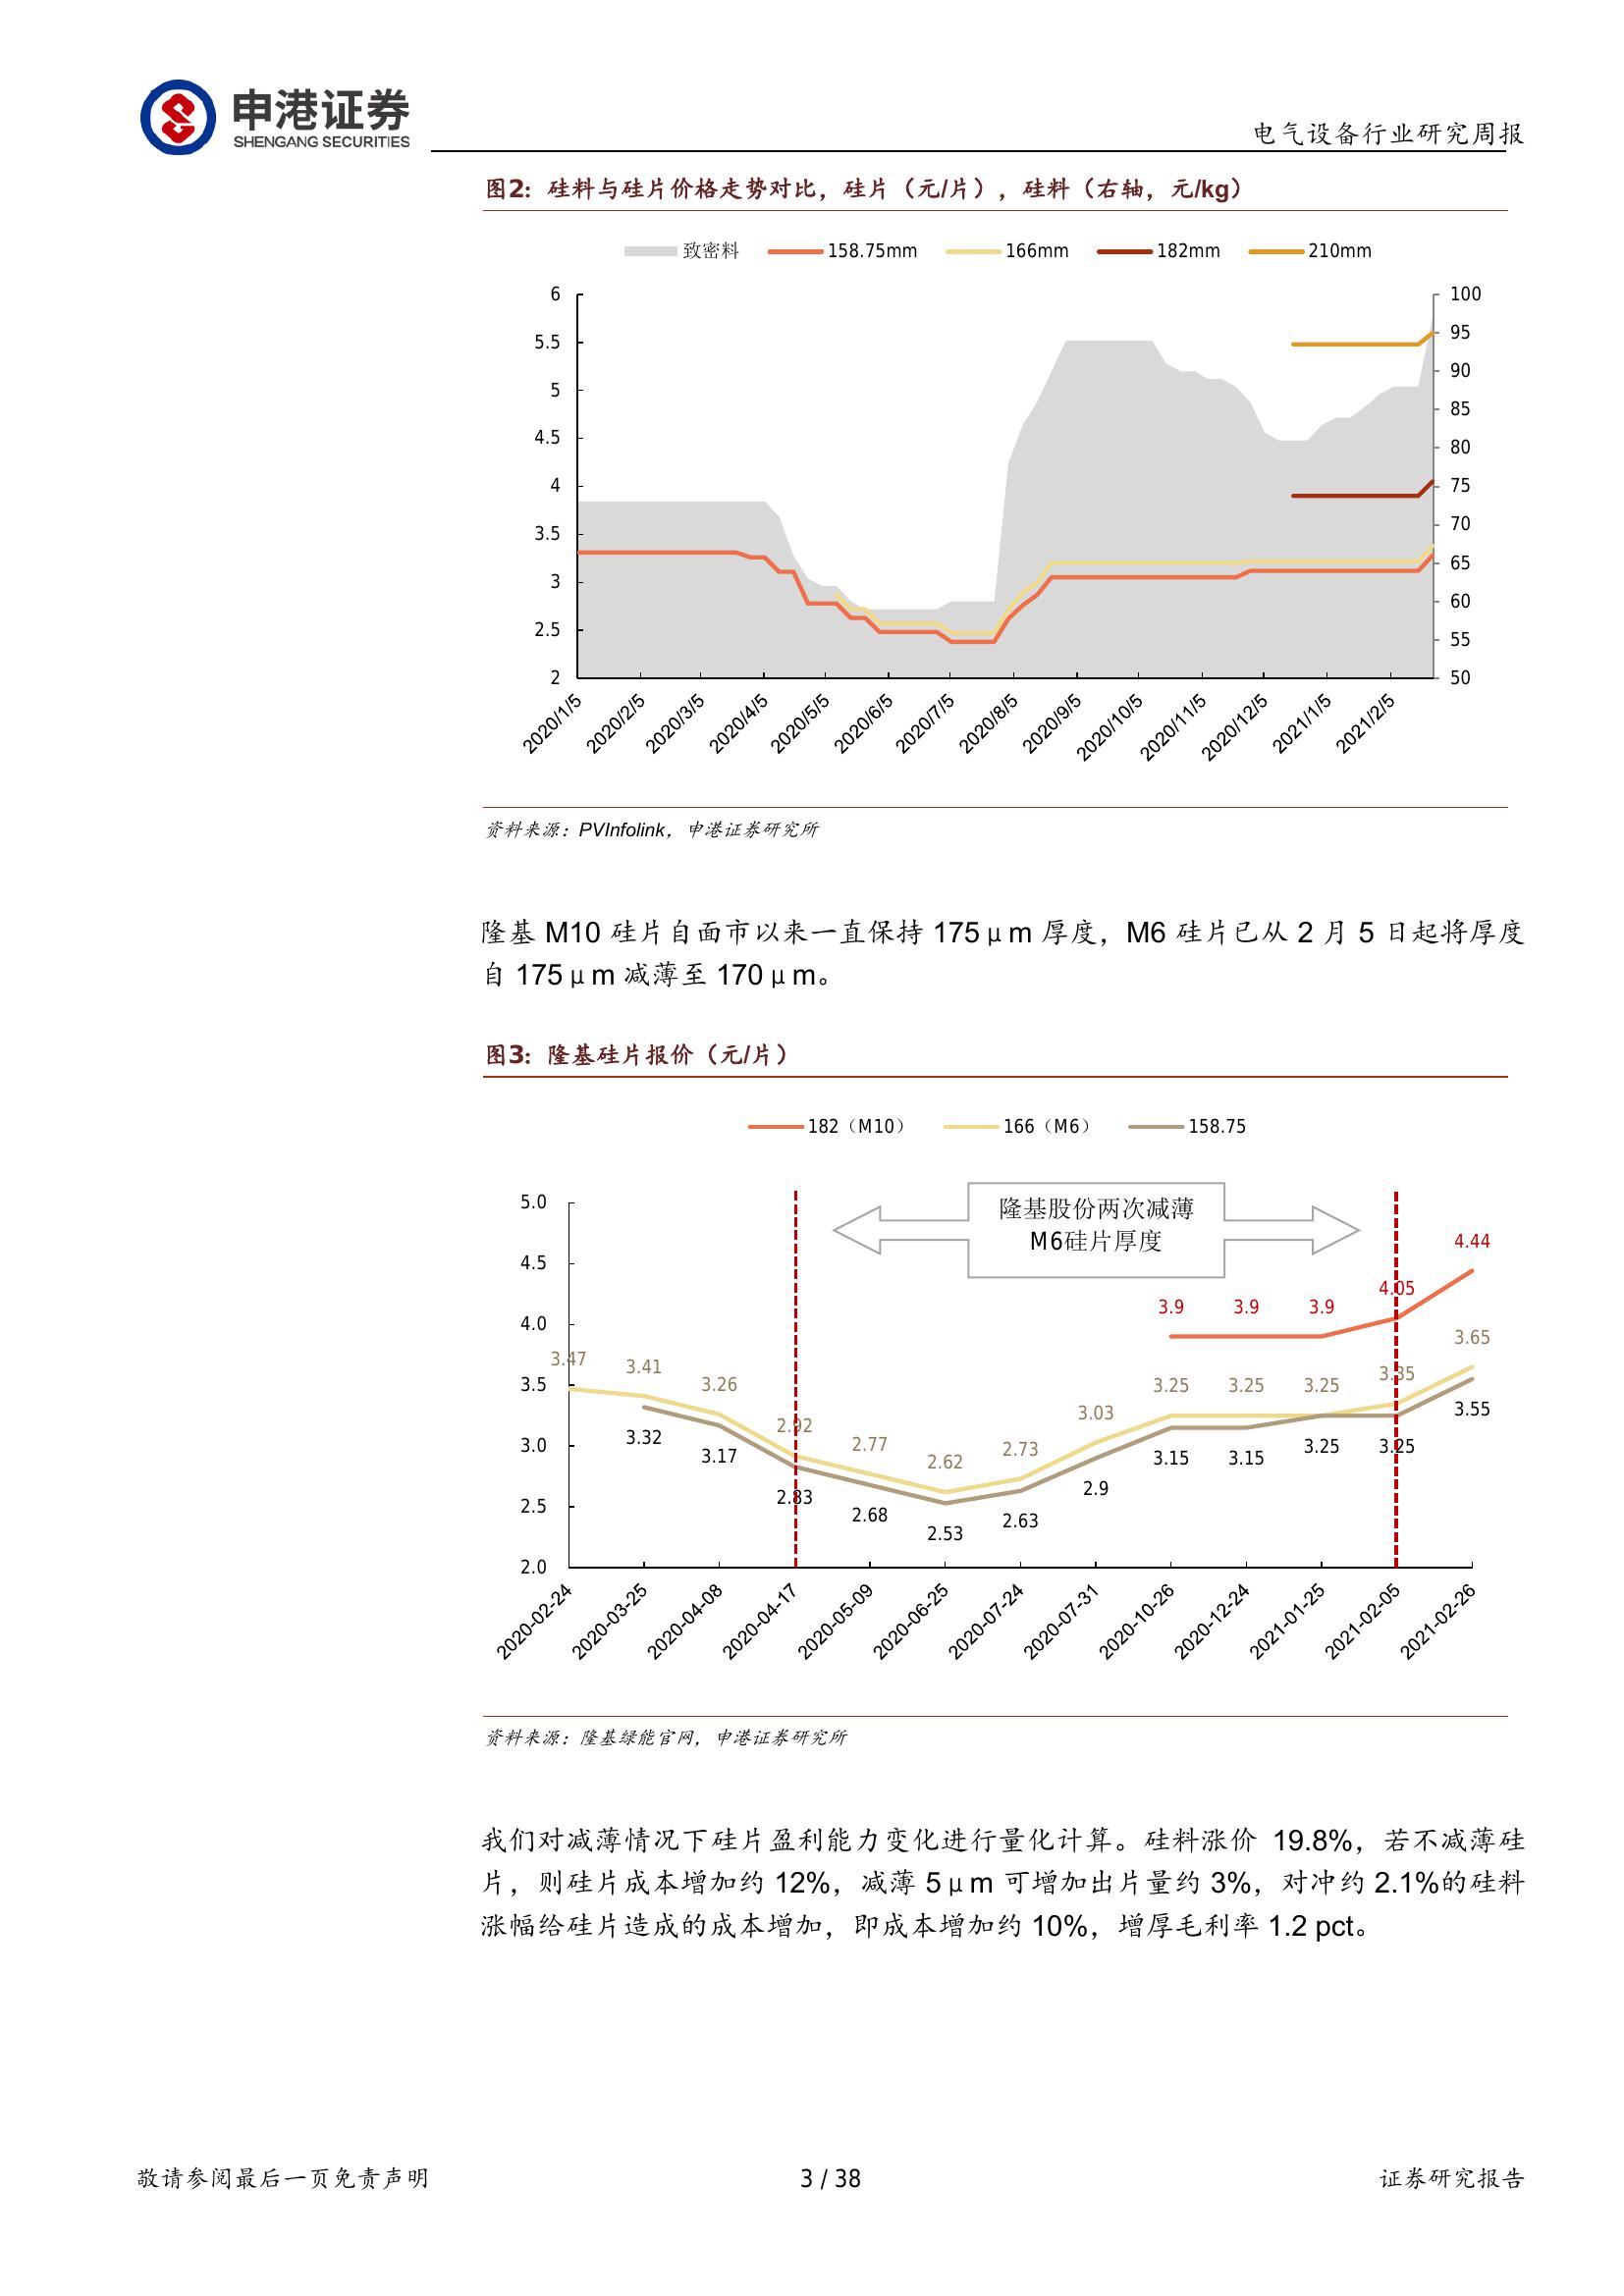 申港证券
SHENGANG SECURITIES
电气设备行业研究周报
图2：硅料与硅片价格走势对比，硅片（元/片），硅料（右轴，元/kg）
致密料 158.75mm 166mm 182mm 210mm
6
5.5
5
4.5
4
3.5
3
2.5
2
100
95
90
85
80
75
70
65
60
55
50
2020/1/5 2020/2/5 2020/3/5 2020/4/5 2020/5/5 2020/6/5 2020/7/5 2020/8/5 2020/9/5 2020/10/5 2020/11/5 2020/12/5 2021/1/5 2021/2/5
资料来源：PVInfolink，申港证券研究所
隆基 M10 硅片自面市以来一直保持 175μm 厚度，M6 硅片已从 2 月 5 日起将厚度
自 175μm 减薄至 170μm。
图3：隆基硅片报价（元/片）
182（M10） 166（M6） 158.75
隆基股份两次减薄
M6硅片厚度
5.0
4.5
4.0
3.5
3.0
2.5
2.0
3.9 3.9 3.9 4.05 4.44
3.47 3.41 3.26 2.92 2.77 2.62 2.73 3.03 3.25 3.25 3.25 3.35 3.65
3.32 3.17 2.83 2.68 2.53 2.63 2.9 3.15 3.15 3.25 3.25 3.55
2020-02-24 2020-03-25 2020-04-08 2020-04-17 2020-05-09 2020-06-25 2020-07-24 2020-07-31 2020-10-26 2020-12-24 2021-01-25 2021-02-05 2021-02-26
资料来源：隆基绿能官网，申港证券研究所
我们对减薄情况下硅片盈利能力变化进行量化计算。硅料涨价 19.8%，若不减薄硅
片，则硅片成本增加约 12%，减薄 5μm 可增加出片量约 3%，对冲约 2.1%的硅料
涨幅给硅片造成的成本增加，即成本增加约 10%，增厚毛利率 1.2 pct。
敬请参阅最后一页免责声明
3 / 38
证券研究报告